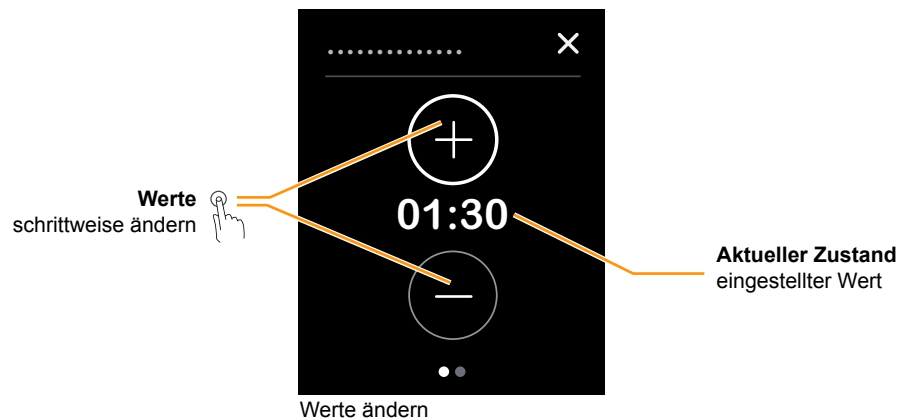 Werte
schrittweise ändern
01:30
Aktueller Zustand
eingestellter Wert
Werte ändern